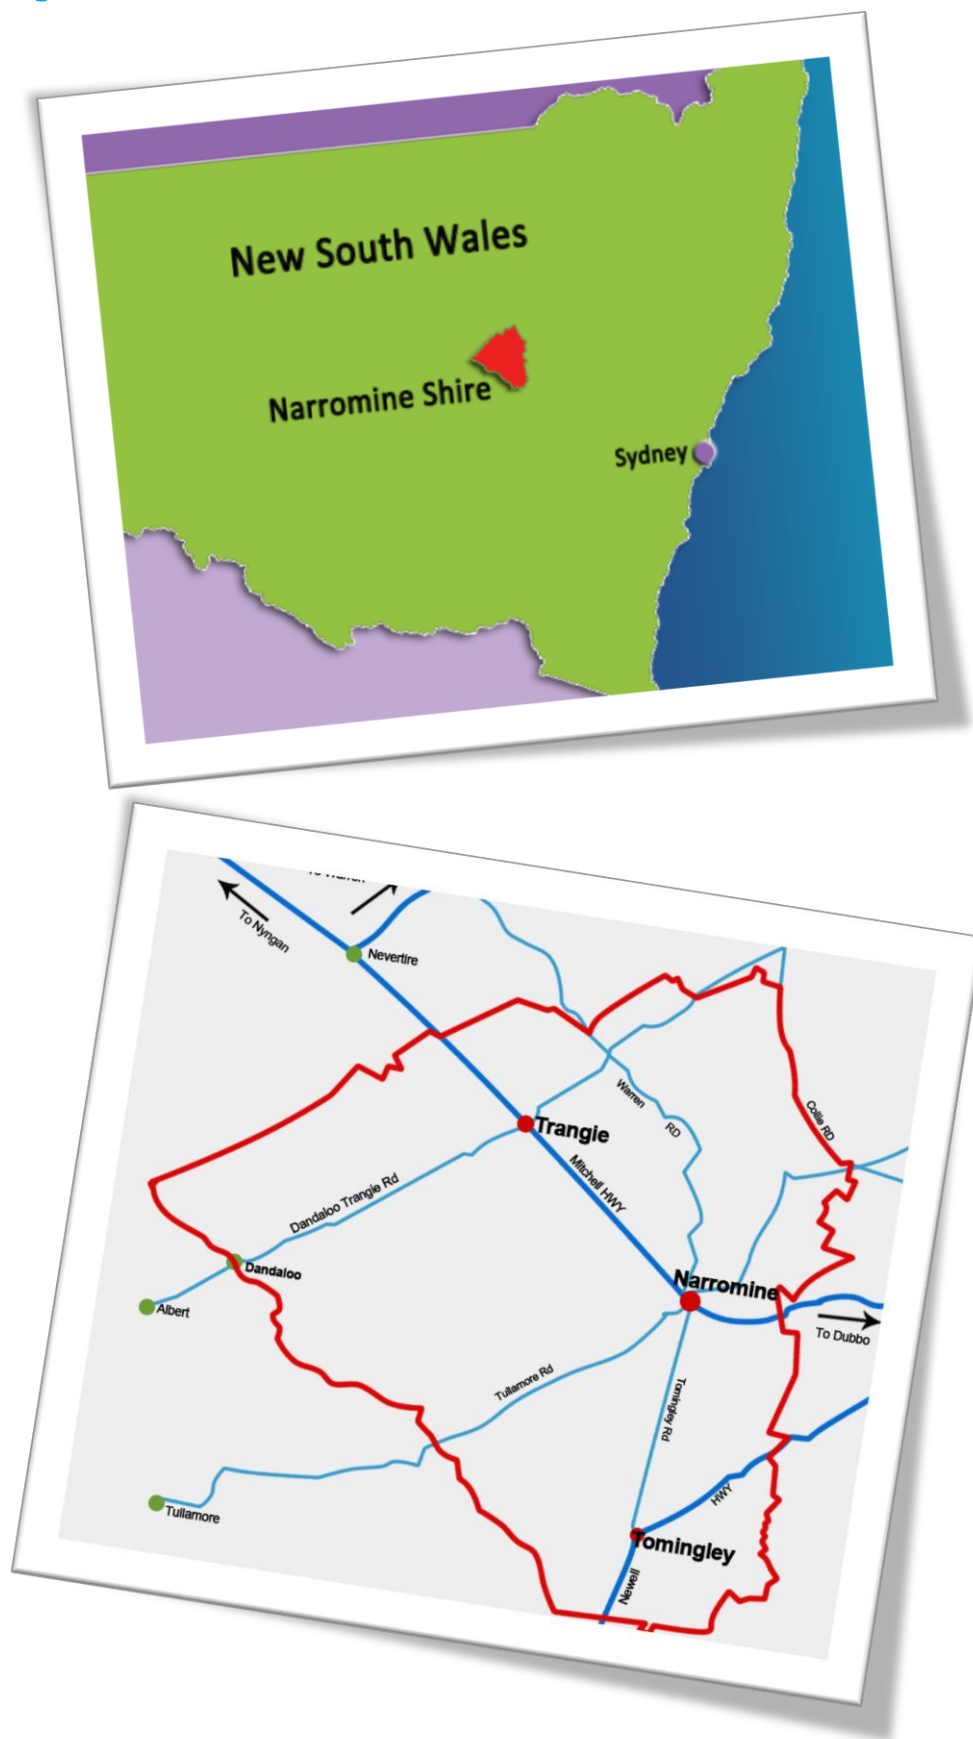 New South Wales
Narromine Shire
Sydney
To Nyngan
Nevertire
Warren
RD
Collie RD
Trangie
Mitchell HWY
Dandaloo Trangie Rd
Dandaloo
Albert
Narromine
To Dubbo
Tullamore Rd
Tomingley Rd
Tullamore
HWY
Tomingley
Newell